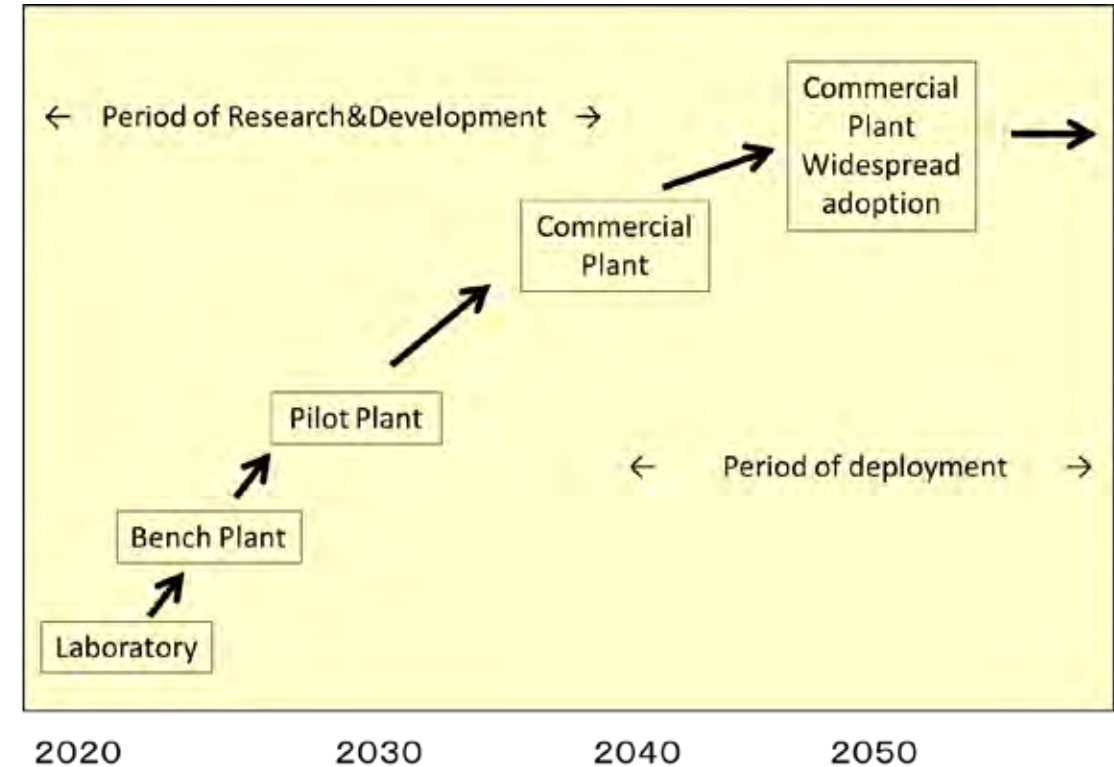 Commercial
Plant
Widespread
adoption
← Period of Research&Development →
Commercial
Plant
Pilot Plant
← Period of deployment →
Bench Plant
Laboratory
2020 2030 2040 2050